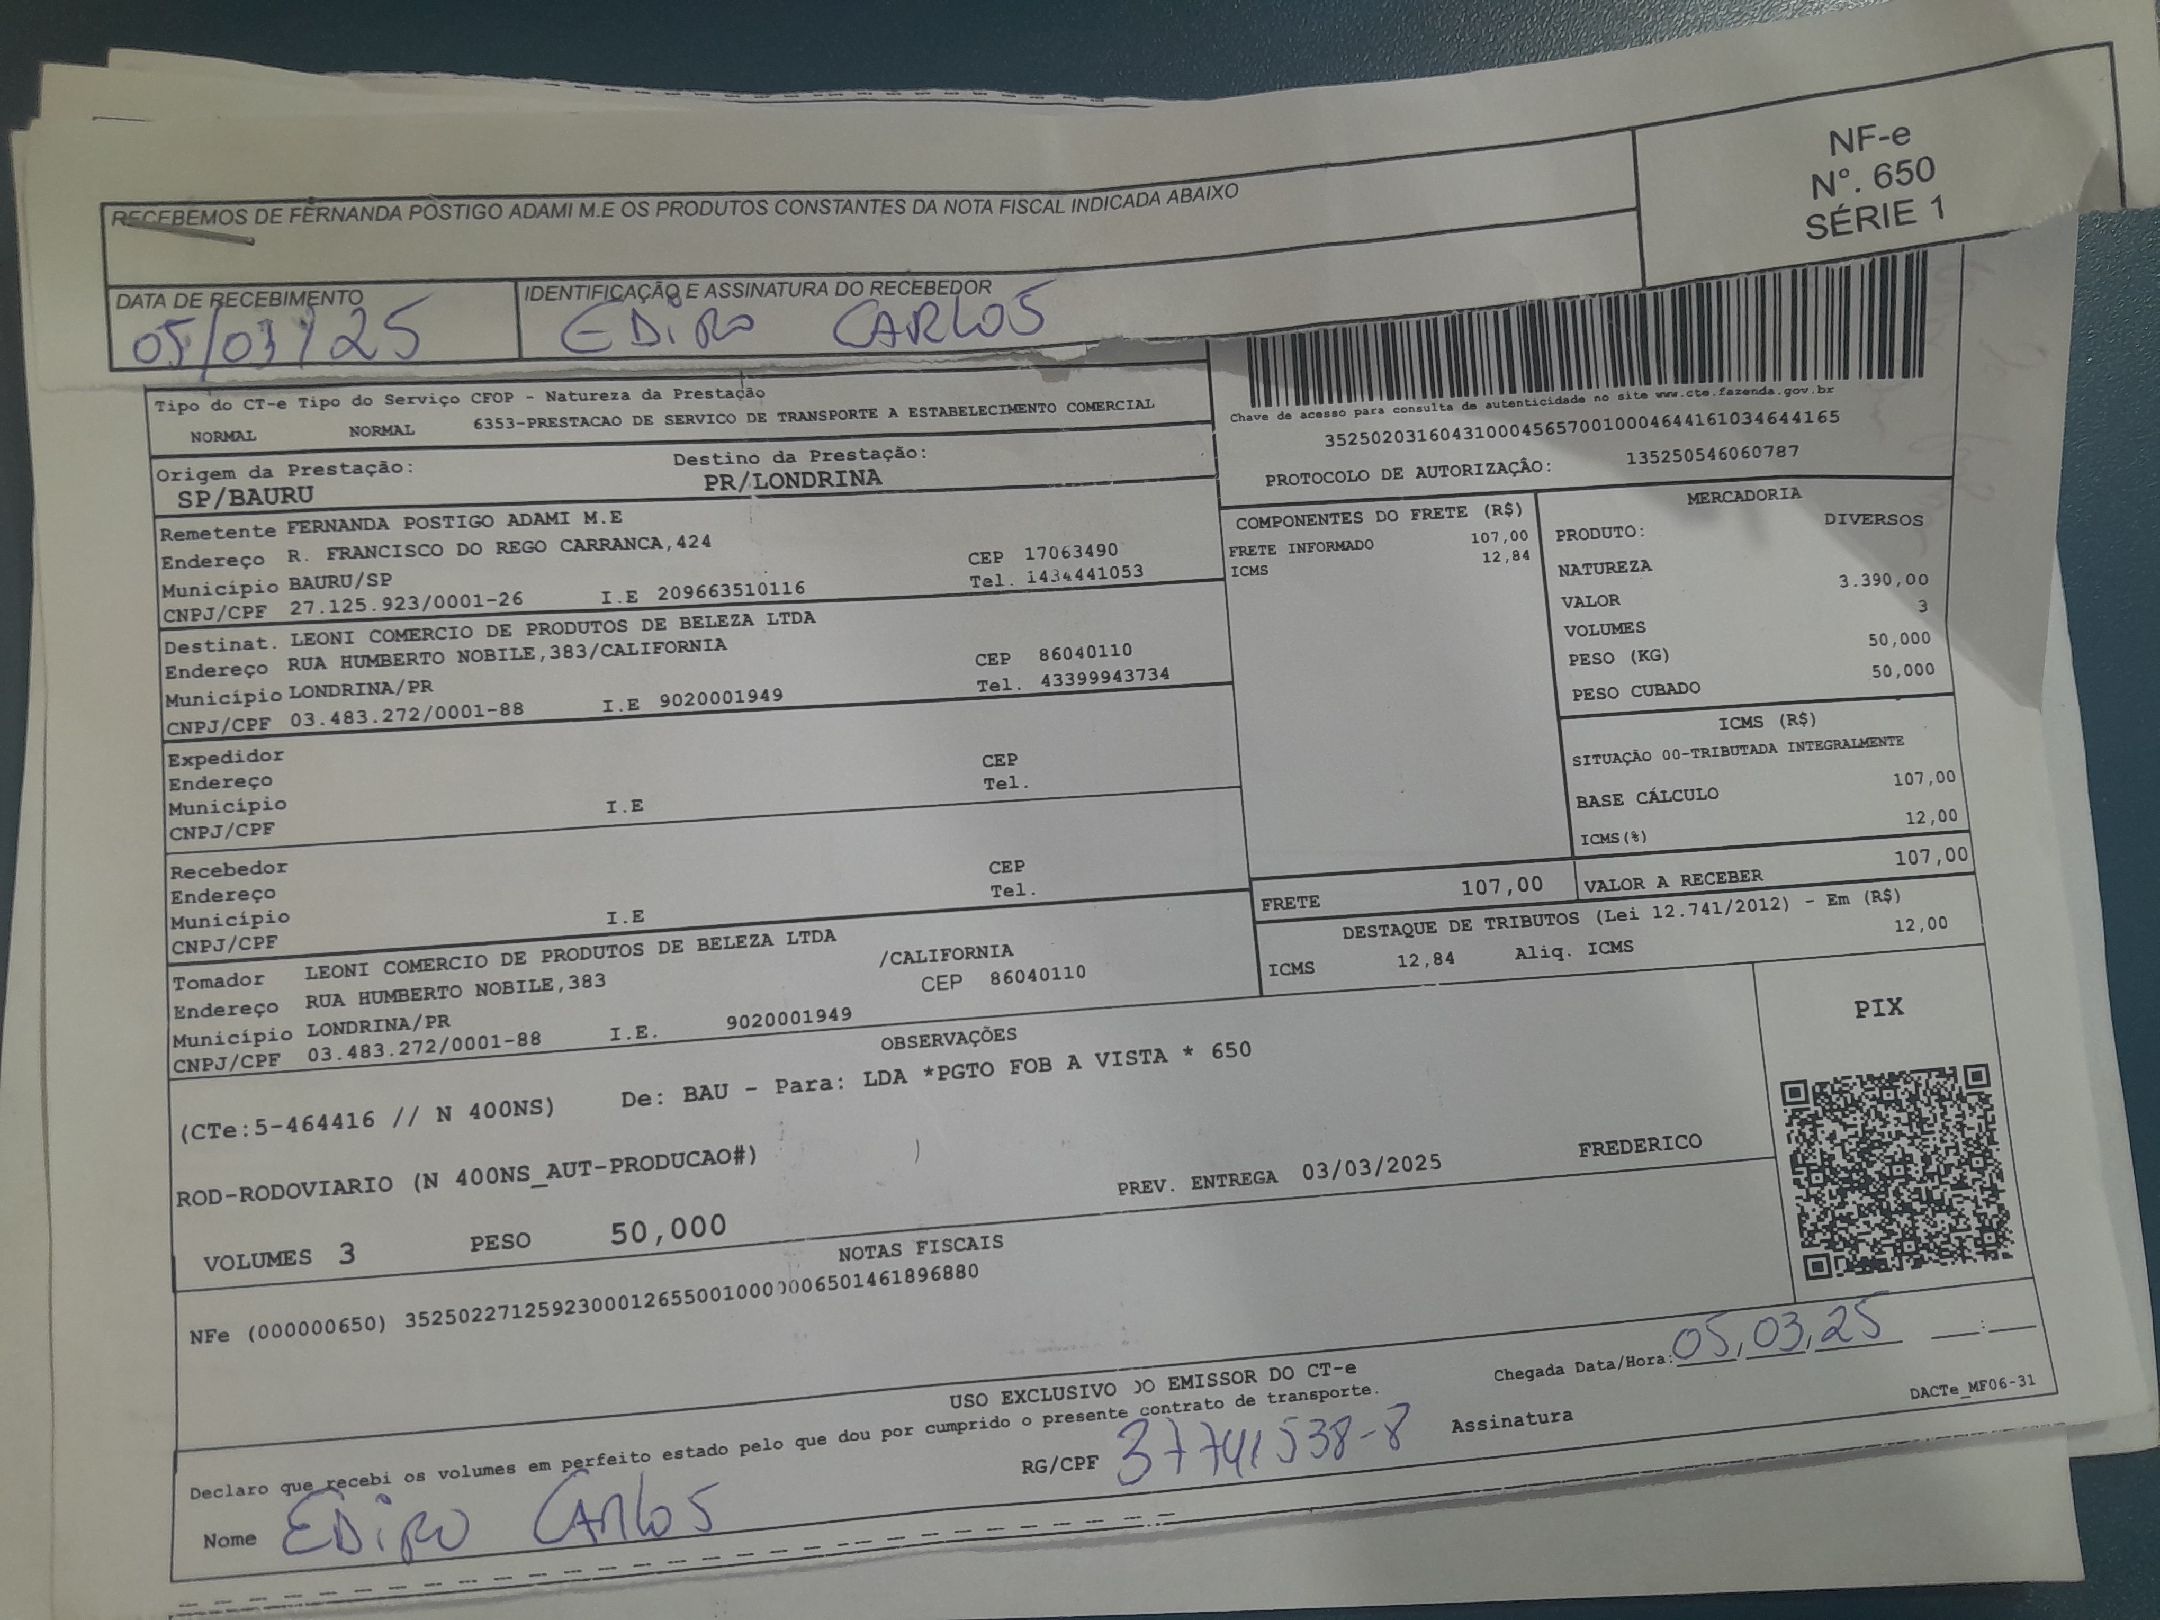 RECEBEMOS DE FERNANDA POSTIGO ADAMI M.E OS PRODUTOS CONSTANTES DA NOTA FISCAL INDICADA ABAIXO
NF-e
Nº. 650
SÉRIE 1
DATA DE RECEBIMENTO
05/03/25
IDENTIFICAÇÃO E ASSINATURA DO RECEBEDOR
EDiRo CARLOS
Tipo do CT-e Tipo do Serviço CFOP - Natureza da Prestação
NORMAL NORMAL 6353-PRESTACAO DE SERVICO DE TRANSPORTE A ESTABELECIMENTO COMERCIAL
Chave de acesso para consulta de autenticidade no site www.cte.fazenda.gov.br
35250203160431000456570010004644161034644165
PROTOCOLO DE AUTORIZAÇÃO: 135250546060787
Origem da Prestação: Destino da Prestação:
SP/BAURU PR/LONDRINA
Remetente FERNANDA POSTIGO ADAMI M.E
Endereço R. FRANCISCO DO REGO CARRANCA,424 CEP 17063490
Município BAURU/SP Tel. 1434441053
CNPJ/CPF 27.125.923/0001-26 I.E 209663510116
Destinat. LEONI COMERCIO DE PRODUTOS DE BELEZA LTDA
Endereço RUA HUMBERTO NOBILE,383/CALIFORNIA CEP 86040110
Município LONDRINA/PR Tel. 43399943734
CNPJ/CPF 03.483.272/0001-88 I.E 9020001949
Expedidor CEP
Endereço Tel.
Município I.E
CNPJ/CPF
Recebedor CEP
Endereço Tel.
Município I.E
CNPJ/CPF
Tomador LEONI COMERCIO DE PRODUTOS DE BELEZA LTDA
Endereço RUA HUMBERTO NOBILE,383 /CALIFORNIA
Município LONDRINA/PR CEP 86040110
CNPJ/CPF 03.483.272/0001-88 I.E. 9020001949
COMPONENTES DO FRETE (R$)
FRETE INFORMADO 107,00
ICMS 12,84
MERCADORIA
PRODUTO: DIVERSOS
NATUREZA
VALOR 3.390,00
VOLUMES 3
PESO (KG) 50,000
PESO CUBADO 50,000
ICMS (R$)
SITUAÇÃO 00-TRIBUTADA INTEGRALMENTE
BASE CÁLCULO 107,00
ICMS(%) 12,00
FRETE 107,00 VALOR A RECEBER 107,00
DESTAQUE DE TRIBUTOS (Lei 12.741/2012) - Em (R$)
ICMS 12,84 Aliq. ICMS 12,00
OBSERVAÇÕES
(CTe:5-464416 // N 400NS) De: BAU - Para: LDA *PGTO FOB A VISTA * 650
ROD-RODOVIARIO (N 400NS_AUT-PRODUCAO#)
PREV. ENTREGA 03/03/2025 FREDERICO
PIX
VOLUMES 3 PESO 50,000
NOTAS FISCAIS
NFe (000000650) 35250227125923000126550010000006501461896880
USO EXCLUSIVO DO EMISSOR DO CT-e
Chegada Data/Hora: 05,03,25 __:__
DACTe_MF06-31
Declaro que recebi os volumes em perfeito estado pelo que dou por cumprido o presente contrato de transporte.
Nome EDiRo CARLOS RG/CPF 37741538-8 Assinatura